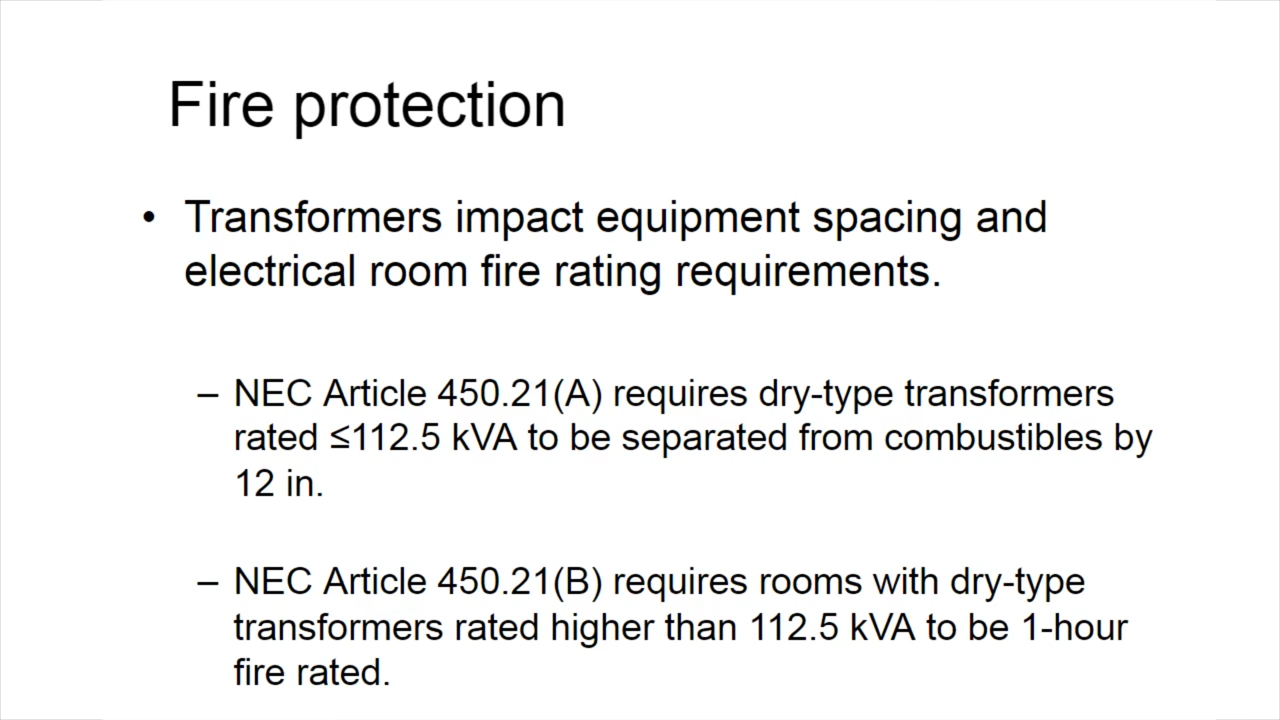 Fire protection
• Transformers impact equipment spacing and
electrical room fire rating requirements.
– NEC Article 450.21(A) requires dry-type transformers
rated ≤112.5 kVA to be separated from combustibles by
12 in.
– NEC Article 450.21(B) requires rooms with dry-type
transformers rated higher than 112.5 kVA to be 1-hour
fire rated.